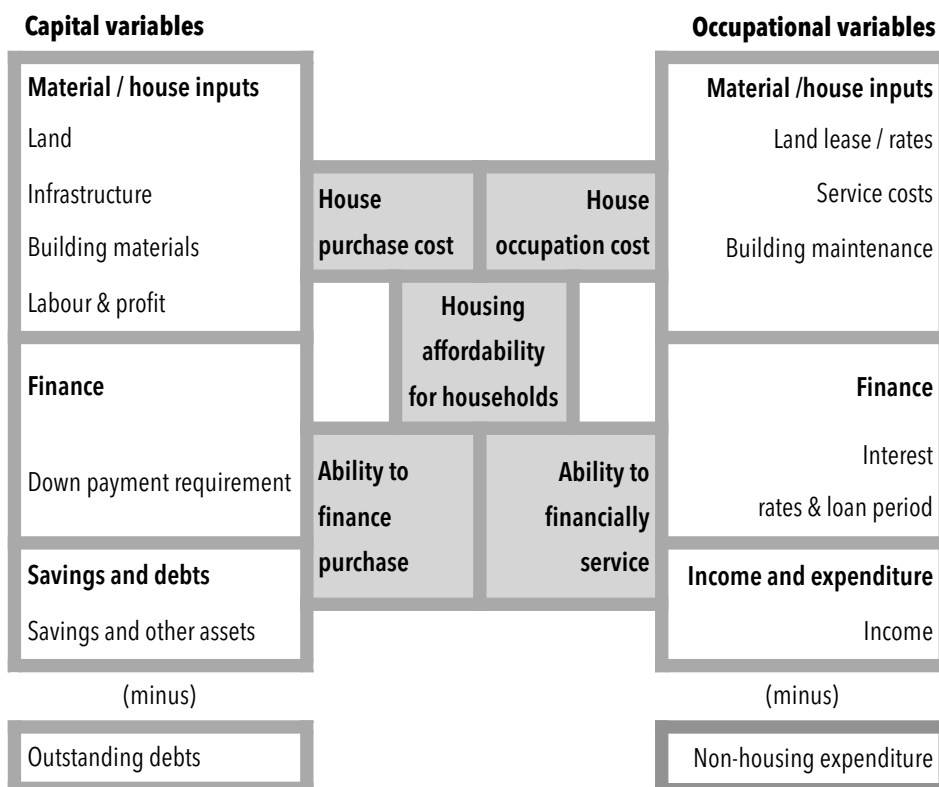 Capital variables
Occupational variables
Material / house inputs
Land
Infrastructure
Building materials
Labour & profit
Finance
Down payment requirement
Savings and debts
Savings and other assets
(minus)
Outstanding debts
House
purchase cost
House
occupation cost
Housing
affordability
for households
Ability to
finance
purchase
Ability to
financially
service
Material /house inputs
Land lease / rates
Service costs
Building maintenance
Finance
Interest
rates & loan period
Income and expenditure
Income
(minus)
Non-housing expenditure